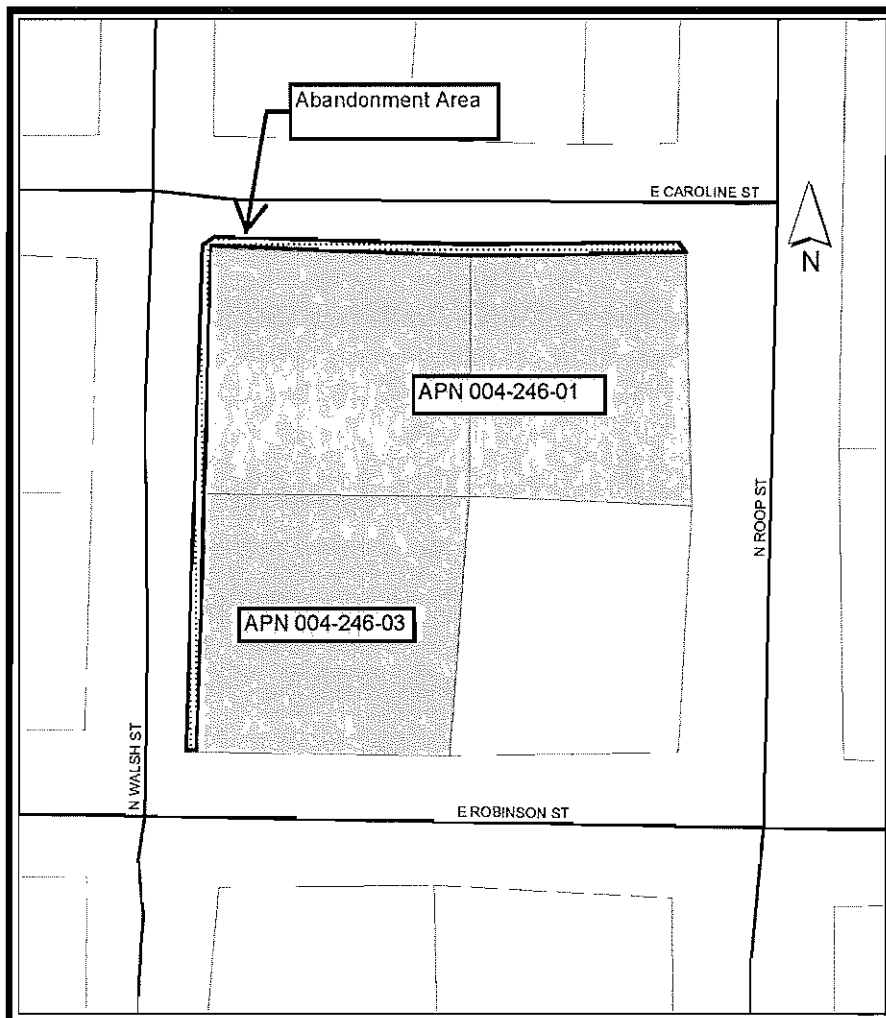 Abandonment Area
E CAROLINE ST
N
APN 004-246-01
N ROOP ST
APN 004-246-03
N WALSH ST
E ROBINSON ST